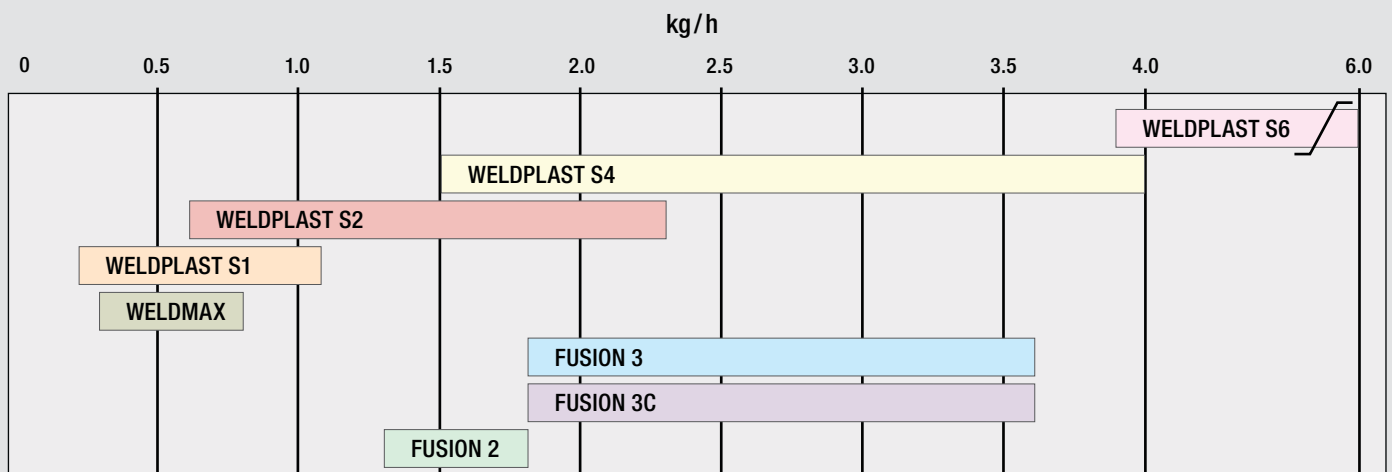 kg/h
0 0.5 1.0 1.5 2.0 2.5 3.0 3.5 4.0 6.0
WELDPLAST S6
WELDPLAST S4
WELDPLAST S2
WELDPLAST S1
WELDMAX
FUSION 3
FUSION 3C
FUSION 2